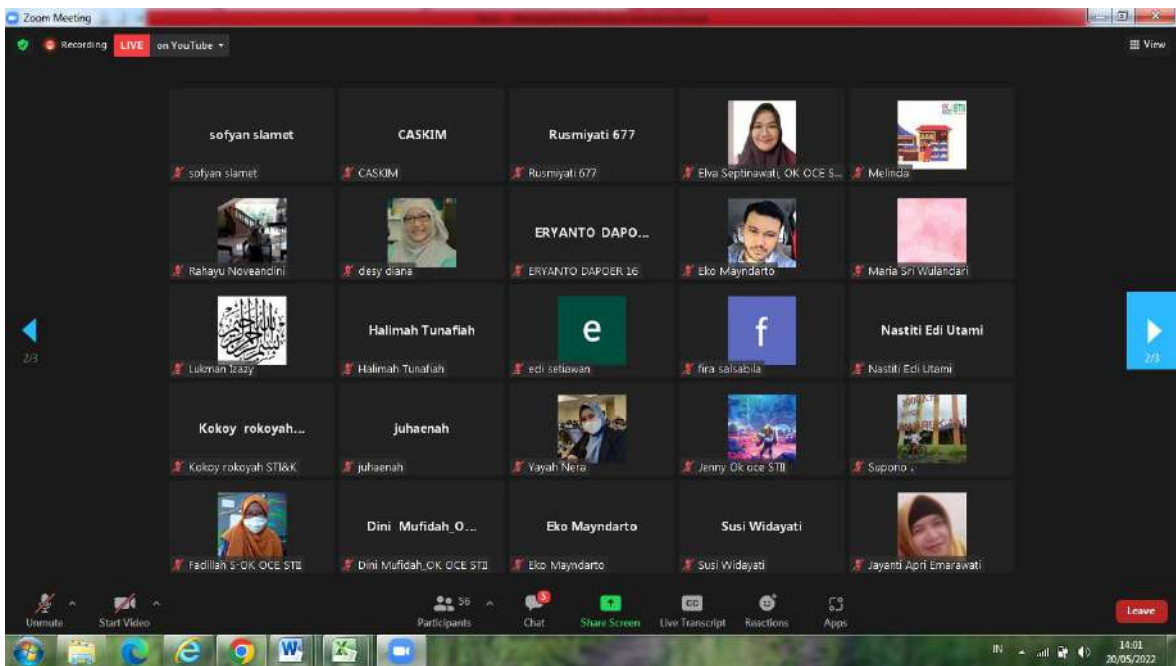 Zoom Meeting
Recording LIVE on YouTube
View
sofyan slamet CASKIM Rusmiyati 677
sofyan slamet CASKIM Rusmiyati 677 Elva Septinawati, OK OCE S... Melinda
ERYANTO DAPO...
Rahayu Noveandini desy diana ERYANTO DAPOER 16 Eko Mayndarto Maria Sri Wulandari
Halimah Tunafiah e f Nastiti Edi Utami
2/3 2/3
Lukman Izazy Halimah Tunafiah edi setiawan fira salsabila Nastiti Edi Utami
Kokoy rokoyah... juhaenah
Kokoy rokoyah STI&K juhaenah Yayah Nera Jenny Ok oce STII Supono .
Dini Mufidah_O... Eko Mayndarto Susi Widayati
Fadillah S-OK OCE STII Dini Mufidah_OK OCE STII Eko Mayndarto Susi Widayati Jayanti Apri Emarawati
56 5 CC
Unmute Start Video Participants Chat Share Screen Live Transcript Reactions Apps Leave
IN 14:01
20/05/2022